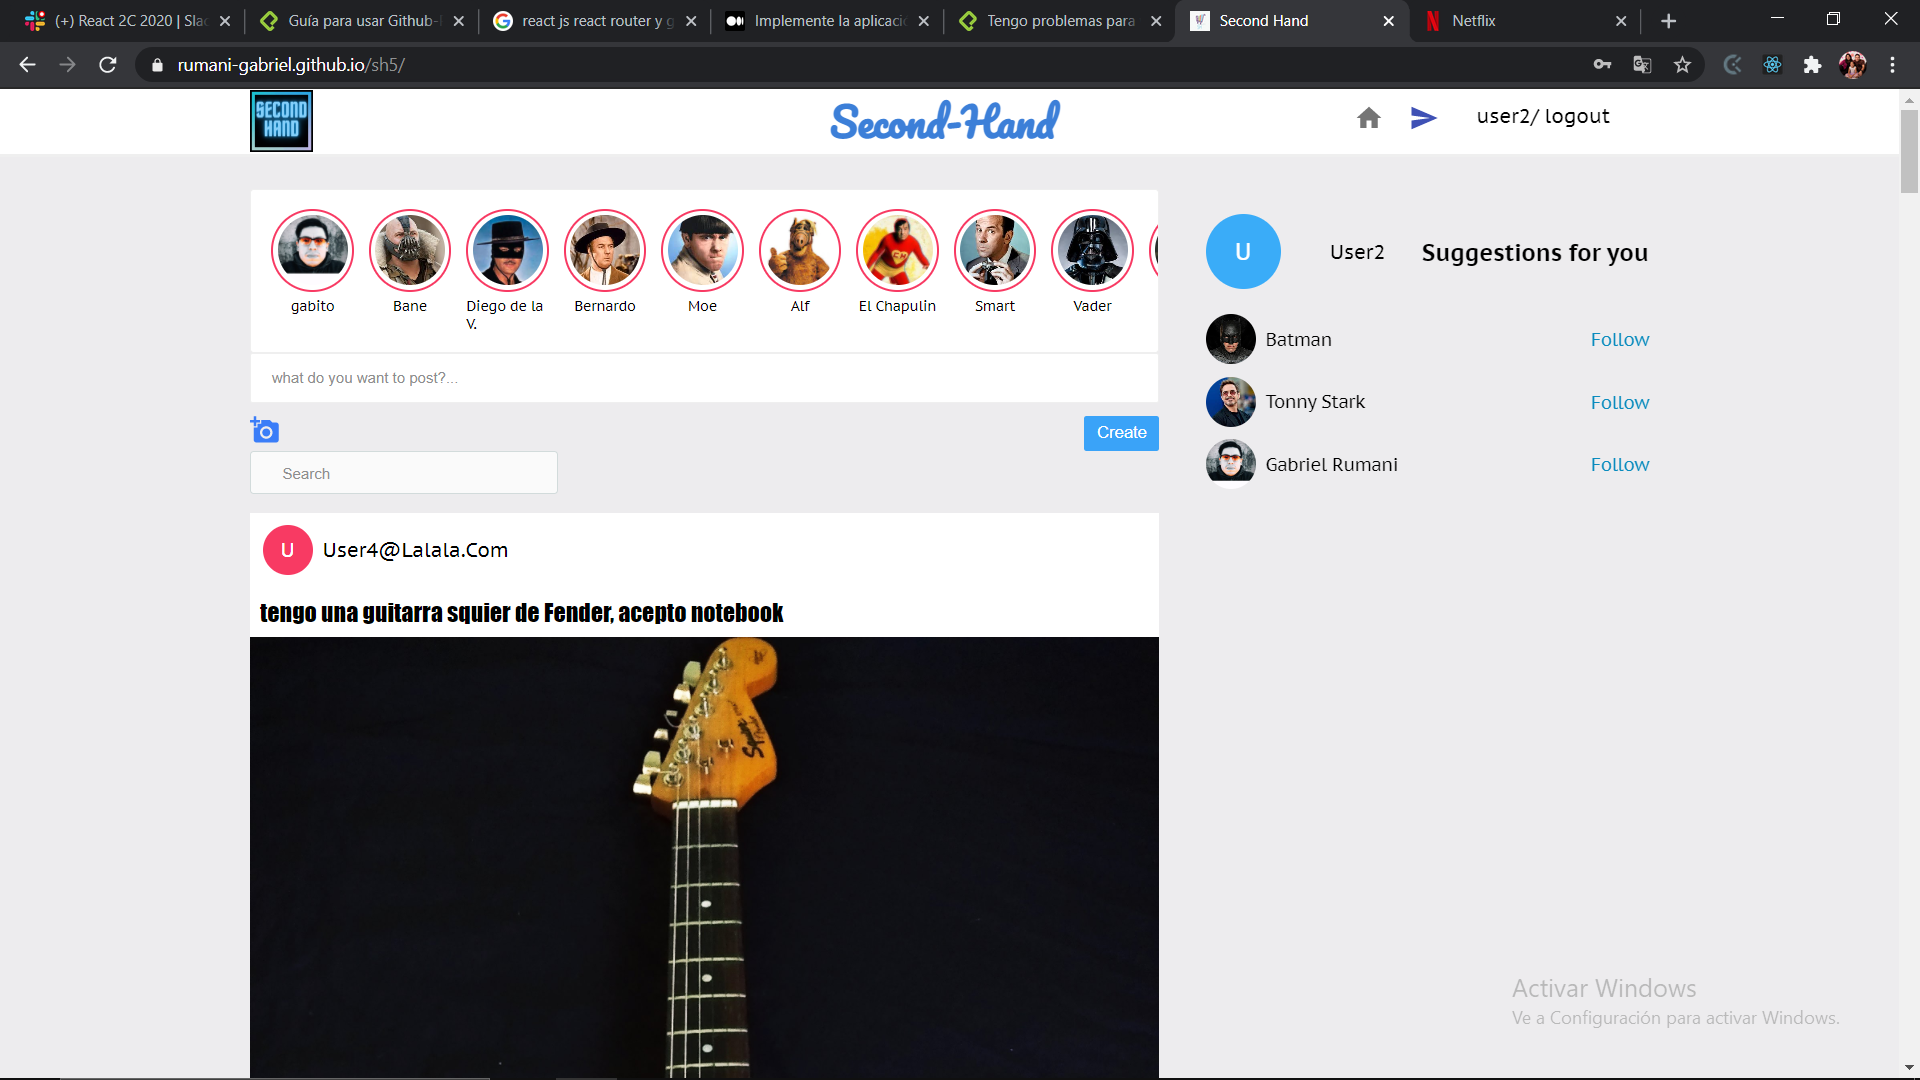 (+) React 2C 2020 | Slac
Guía para usar Github-
react js react router y g
Implemente la aplicaci
Tengo problemas para
Second Hand
Netflix
rumani-gabriel.github.io/sh5/
SECOND
HAND
Second-Hand
user2/ logout
gabito
Bane
Diego de la
V.
Bernardo
Moe
Alf
El Chapulin
Smart
Vader
U
User2
Suggestions for you
Batman
Follow
Tonny Stark
Follow
Gabriel Rumani
Follow
what do you want to post?...
Create
Search
U
User4@Lalala.Com
tengo una guitarra squier de Fender, acepto notebook
Squier
Activar Windows
Ve a Configuración para activar Windows.